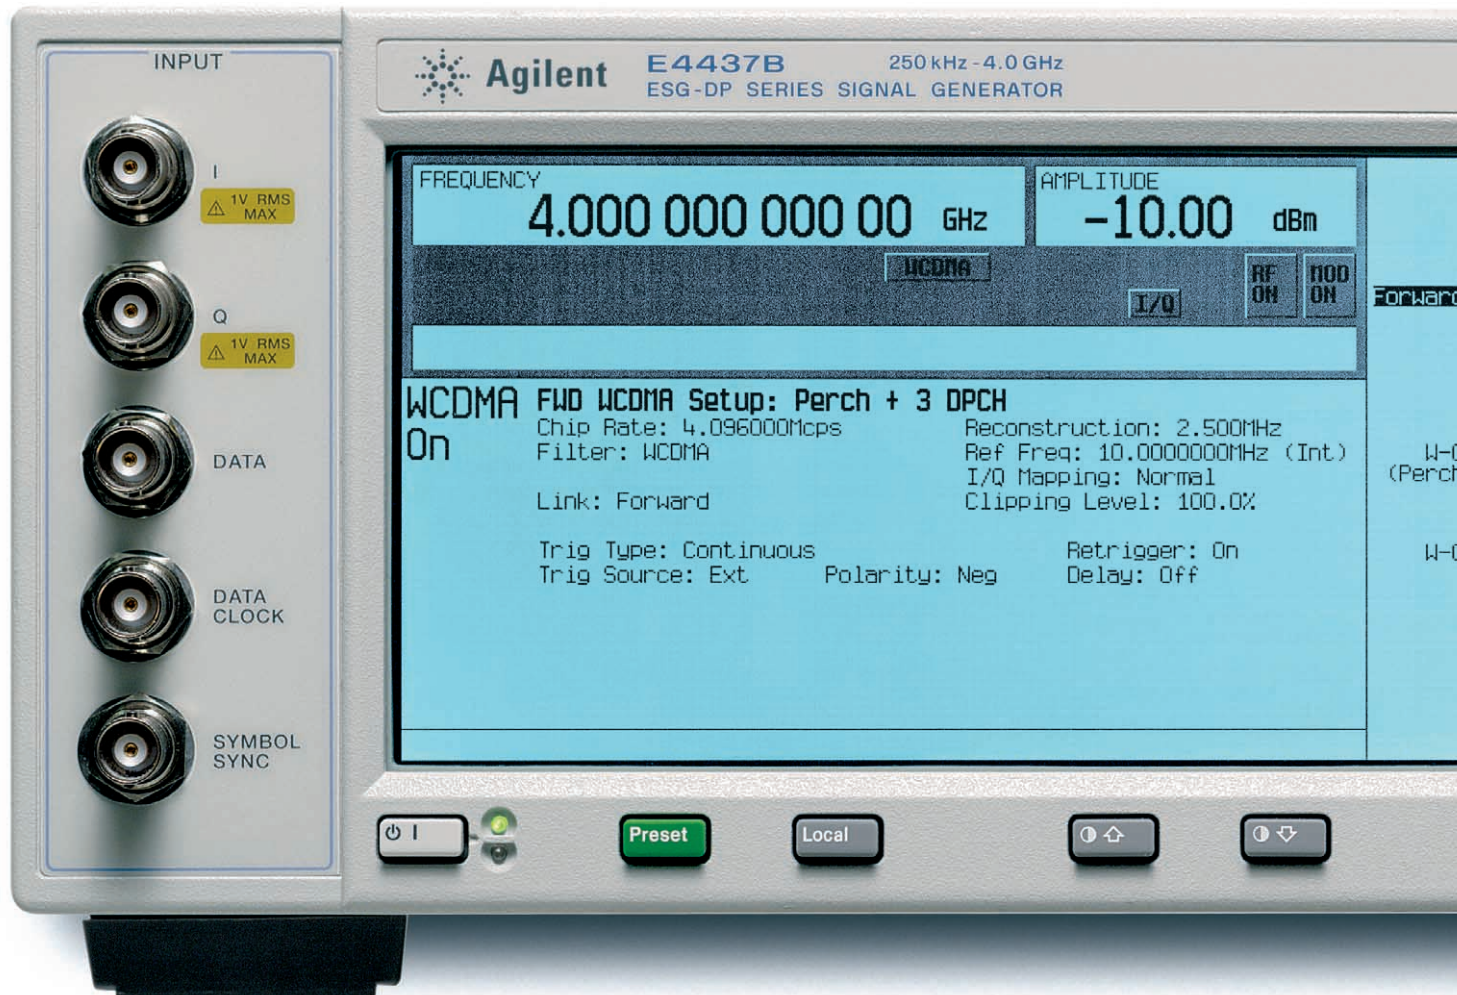 INPUT
I
1V RMS
MAX
Q
1V RMS
MAX
DATA
DATA
CLOCK
SYMBOL
SYNC
Agilent
E4437B 250 kHz - 4.0 GHz
ESG-DP SERIES SIGNAL GENERATOR
FREQUENCY
4.000 000 000 00 GHz
AMPLITUDE
-10.00 dBm
WCDMA
I/Q
RF
ON
MOD
ON
WCDMA
On
FWD WCDMA Setup: Perch + 3 DPCH
Chip Rate: 4.096000Mcps Reconstruction: 2.500MHz
Filter: WCDMA Ref Freq: 10.0000000MHz (Int)
I/Q Mapping: Normal
Link: Forward Clipping Level: 100.0%
Trig Type: Continuous Retrigger: On
Trig Source: Ext Polarity: Neg Delay: Off
Forward
(Perch
Preset
Local